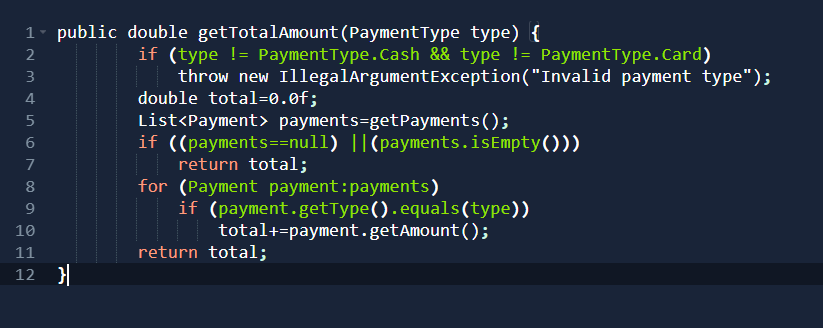 1 public double getTotalAmount(PaymentType type) {
2 if (type != PaymentType.Cash && type != PaymentType.Card)
3 throw new IllegalArgumentException("Invalid payment type");
4 double total=0.0f;
5 List<Payment> payments=getPayments();
6 if ((payments==null) ||(payments.isEmpty()))
7 return total;
8 for (Payment payment:payments)
9 if (payment.getType().equals(type))
10 total+=payment.getAmount();
11 return total;
12 }